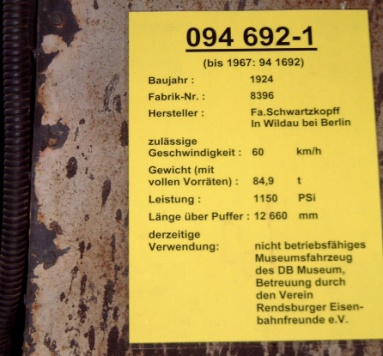 094 692-1
(bis 1967: 94 1692)
Baujahr : 1924
Fabrik-Nr. : 8396
Hersteller : Fa.Schwartzkopff
In Wildau bei Berlin
zulässige
Geschwindigkeit : 60 km/h
Gewicht (mit
vollen Vorräten) : 84,9 t
Leistung : 1150 PSi
Länge über Puffer : 12 660 mm
derzeitige
Verwendung: nicht betriebsfähiges
Museumsfahrzeug
des DB Museum,
Betreuung durch
den Verein
Rendsburger Eisen-
bahnfreunde e.V.